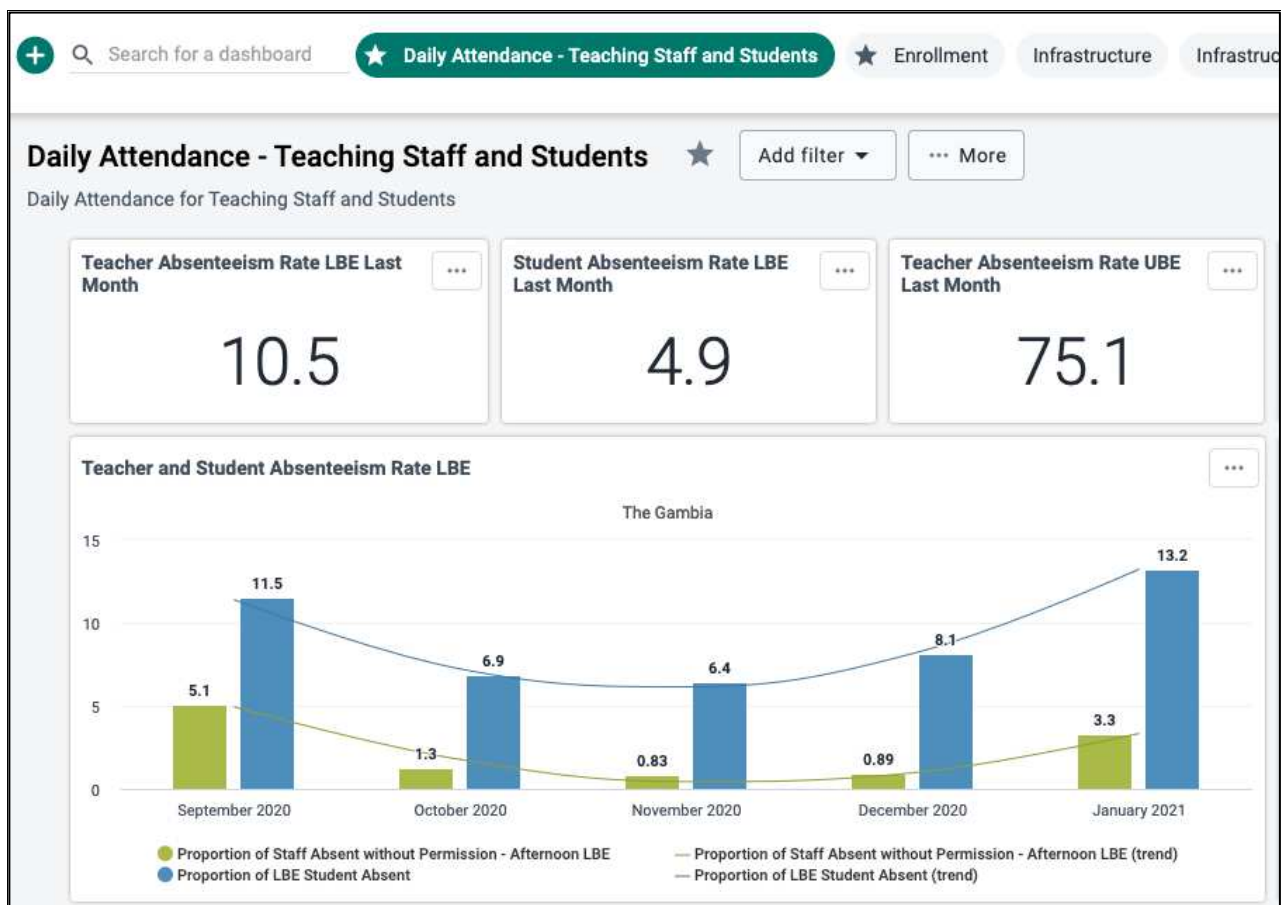 Search for a dashboard
Daily Attendance - Teaching Staff and Students
Enrollment
Infrastructure
Infrastruc
Daily Attendance - Teaching Staff and Students
Add filter
More
Daily Attendance for Teaching Staff and Students
Teacher Absenteeism Rate LBE Last
Month
10.5
Student Absenteeism Rate LBE
Last Month
4.9
Teacher Absenteeism Rate UBE
Last Month
75.1
Teacher and Student Absenteeism Rate LBE
The Gambia
15
10
5
0
5.1
11.5
1.3
6.9
0.83
6.4
0.89
8.1
3.3
13.2
September 2020
October 2020
November 2020
December 2020
January 2021
Proportion of Staff Absent without Permission - Afternoon LBE
Proportion of Staff Absent without Permission - Afternoon LBE (trend)
Proportion of LBE Student Absent
Proportion of LBE Student Absent (trend)